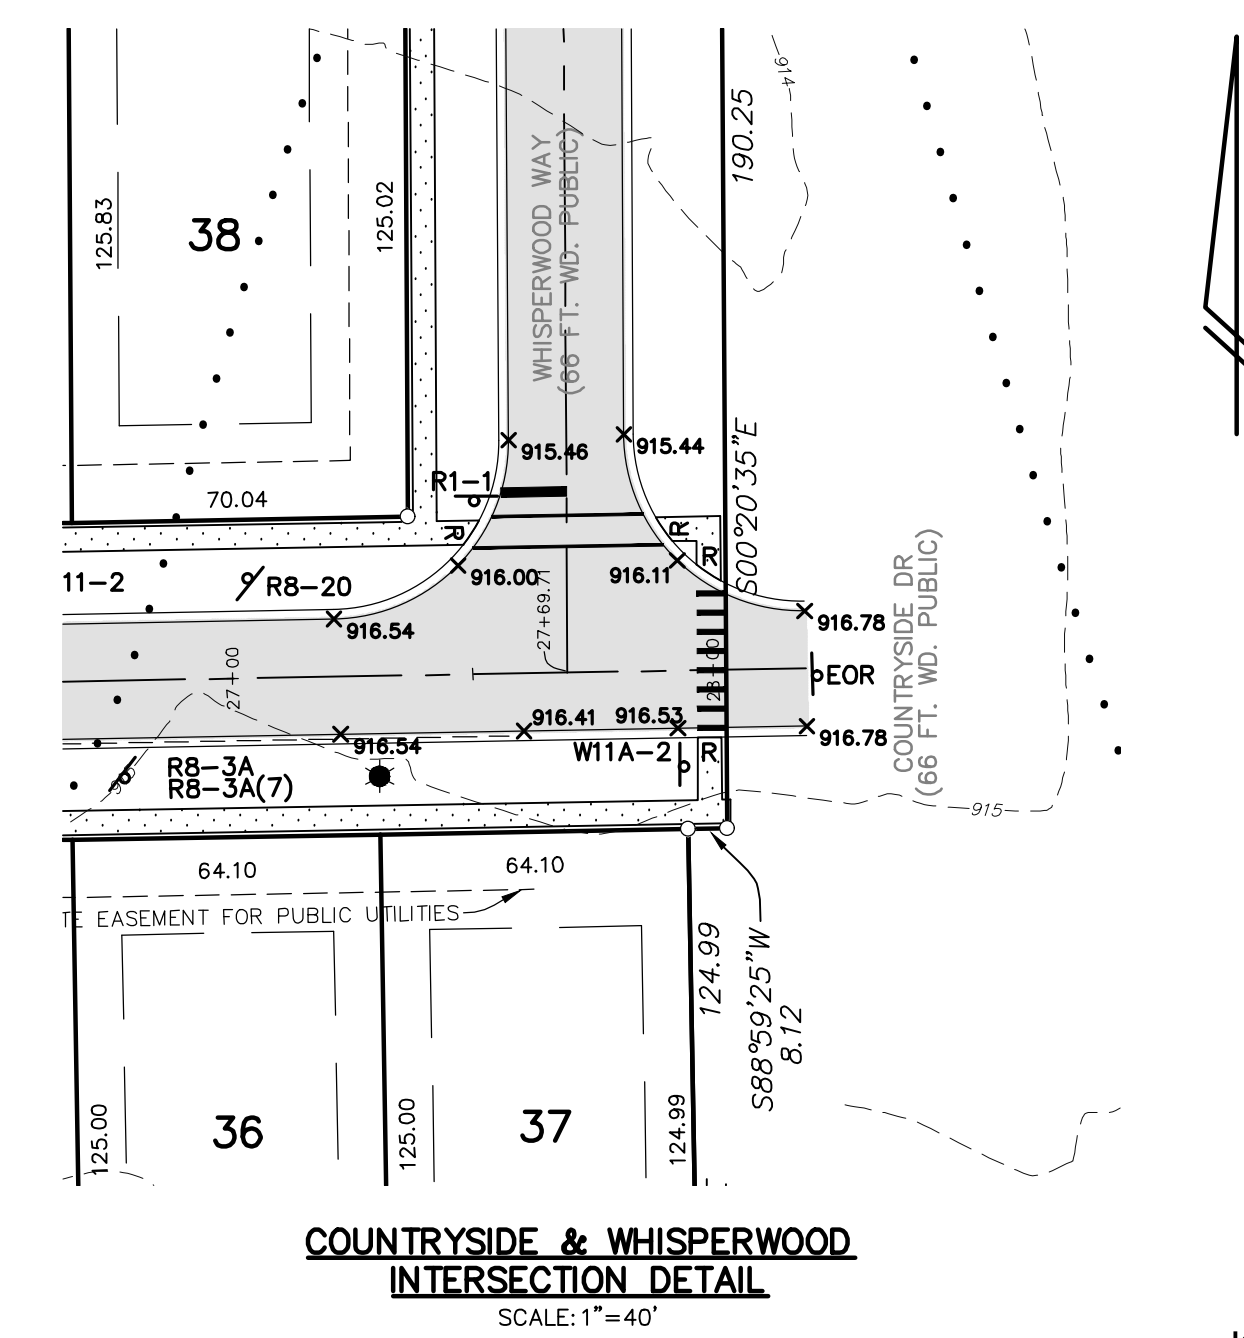 914
190.25
WHISPERWOOD WAY
(66 FT. WD. PUBLIC)
125.83
38
125.02
915.46
915.44
R1-1
70.04
S00°20'35"E
R
R
R
11-2
R8-20
916.00
916.11
27+69.71
916.54
916.78
COUNTRYSIDE DR
(66 FT. WD. PUBLIC)
27+00
28+00
EOR
916.41
916.53
916.54
916.78
W11A-2
R
R8-3A
R8-3A(7)
915
64.10
64.10
TE EASEMENT FOR PUBLIC UTILITIES
124.99
S88°59'25"W
8.12
125.00
36
125.00
37
124.99
COUNTRYSIDE & WHISPERWOOD
INTERSECTION DETAIL
SCALE: 1"=40'